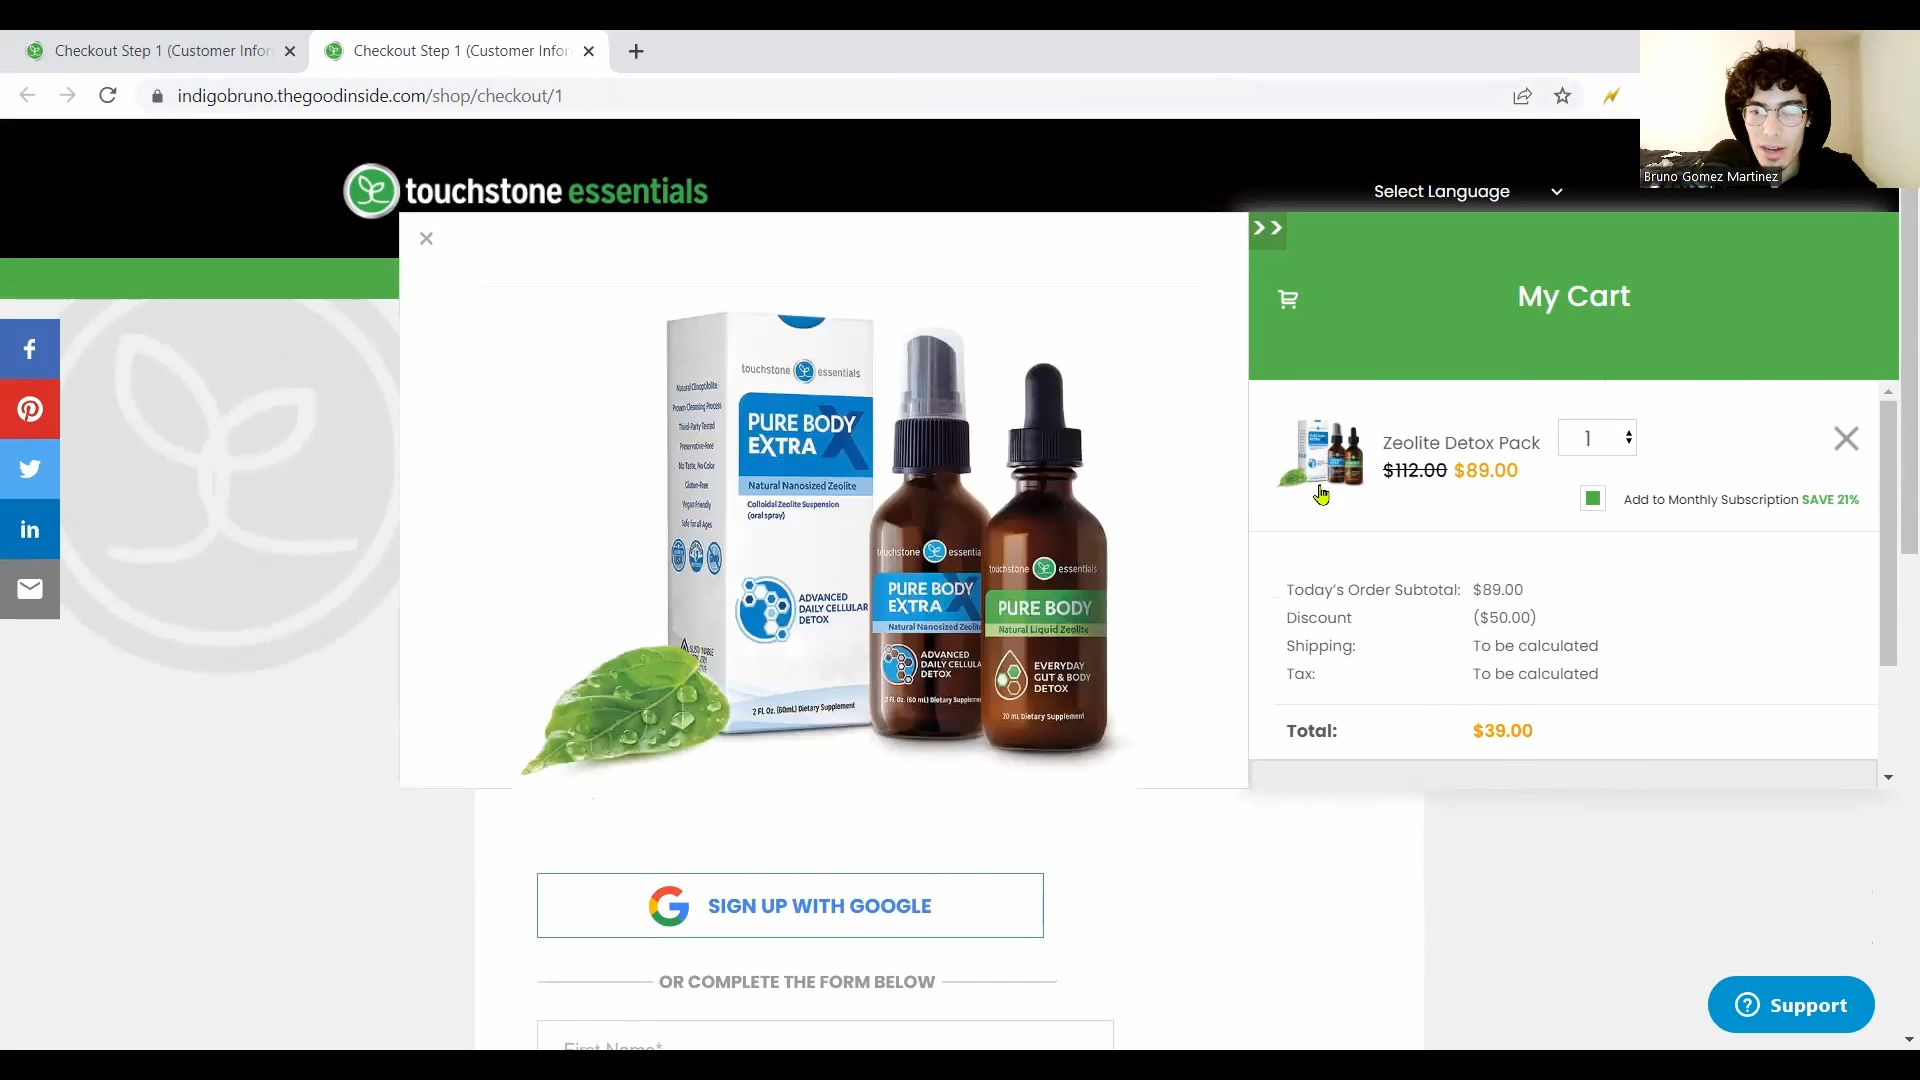 Checkout Step 1 (Customer Infor
Checkout Step 1 (Customer Infor
indigobruno.thegoodinside.com/shop/checkout/1
Bruno Gomez Martinez
touchstone essentials
Select Language
My Cart
Zeolite Detox Pack
1
$112.00 $89.00
Add to Monthly Subscription SAVE 21%
Today's Order Subtotal: $89.00
Discount ($50.00)
Shipping: To be calculated
Tax: To be calculated
Total: $39.00
touchstone essentials
PURE BODY
EXTRA X
Natural Nanosized Zeolite
Colloidal Zeolite Suspension
(oral spray)
ADVANCED
DAILY CELLULAR
DETOX
2 Fl. Oz. (60mL) Dietary Supplement
Natural Clinoptilolite
Proven Cleansing Process
Third-Party Tested
Preservative-Free
No Taste, No Color
Gluten-Free
Vegan Friendly
Safe for all Ages
touchstone essentia
PURE BODY
EXTRA X
Natural Nanosized Zeolite
ADVANCED
DAILY CELLULA
DETOX
2 Fl. Oz. (60 mL) Dietary Suppleme
touchstone essentials
PURE BODY
Natural Liquid Zeolite
EVERYDAY
GUT & BODY
DETOX
20 mL Dietary Supplement
SIGN UP WITH GOOGLE
OR COMPLETE THE FORM BELOW
First Name*
Support